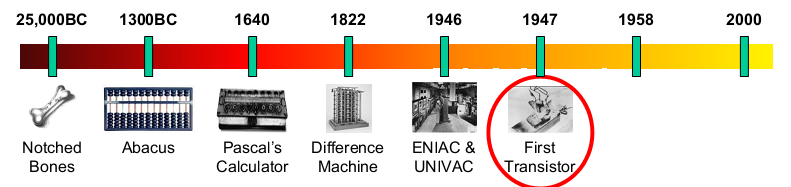 25,000BC 1300BC 1640 1822 1946 1947 1958 2000
Notched Bones
Abacus
Pascal's Calculator
Difference Machine
ENIAC & UNIVAC
First Transistor